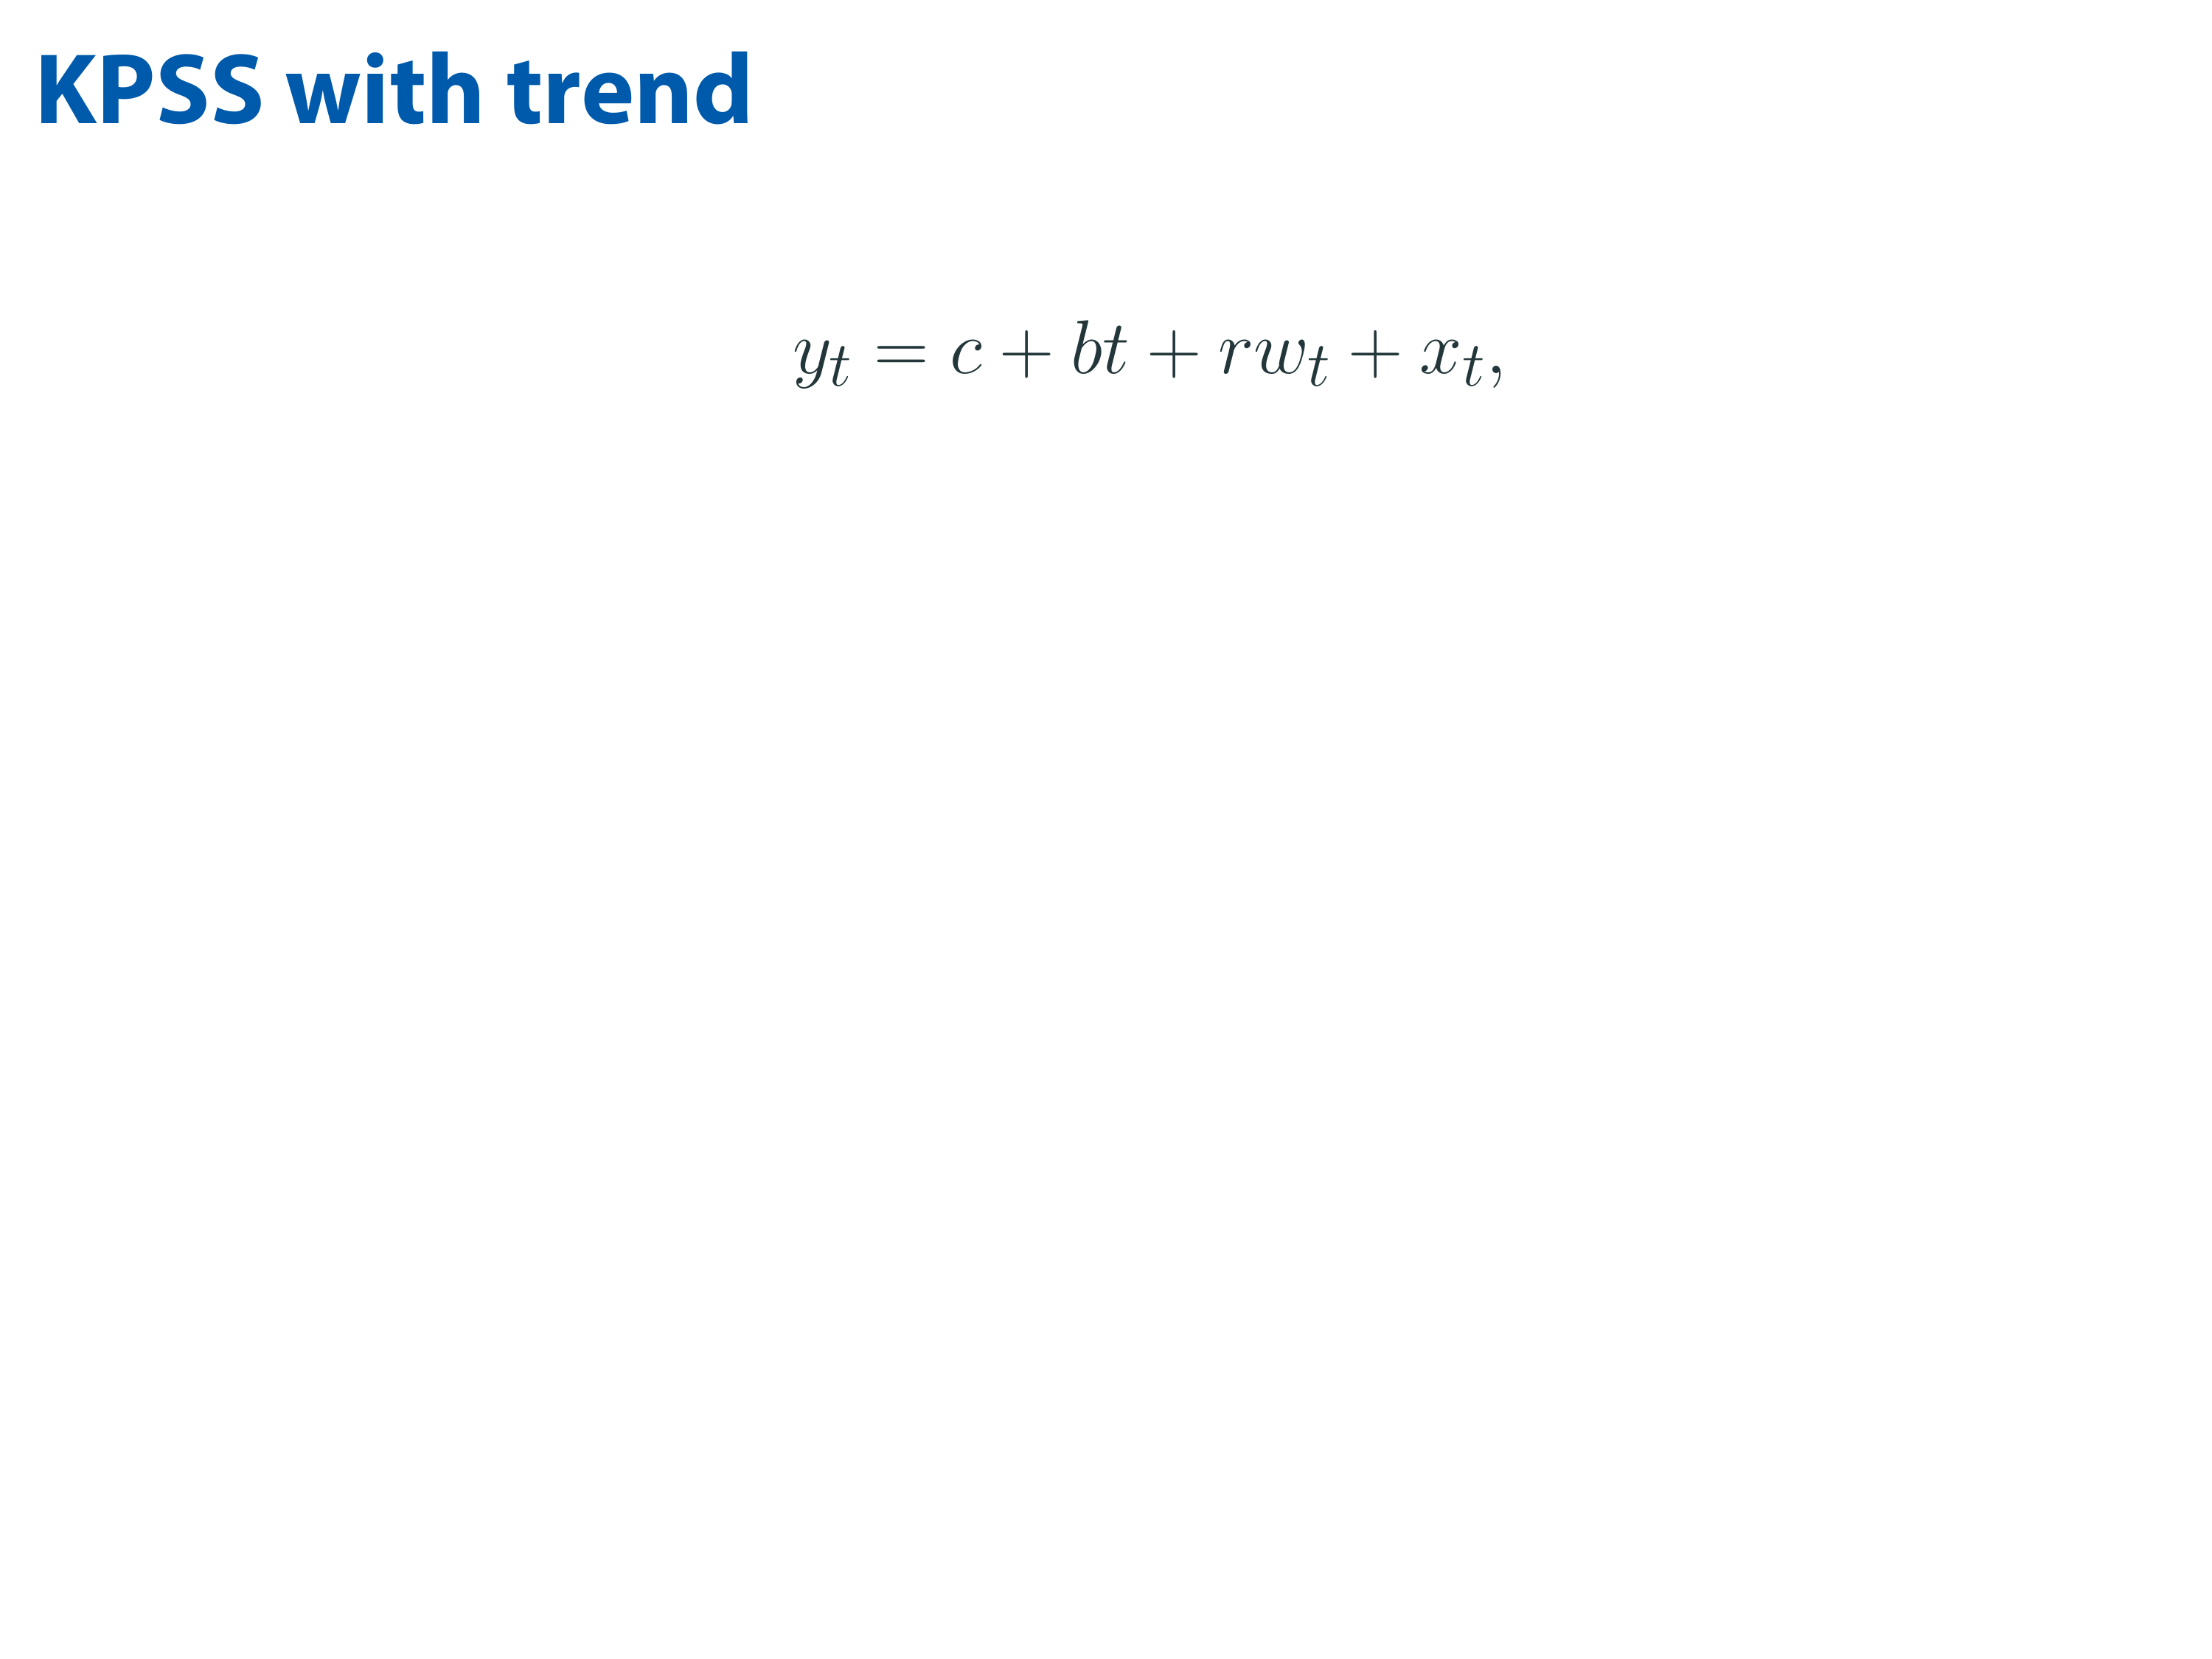 KPSS with trend
y_t = c + bt + rw_t + x_t,